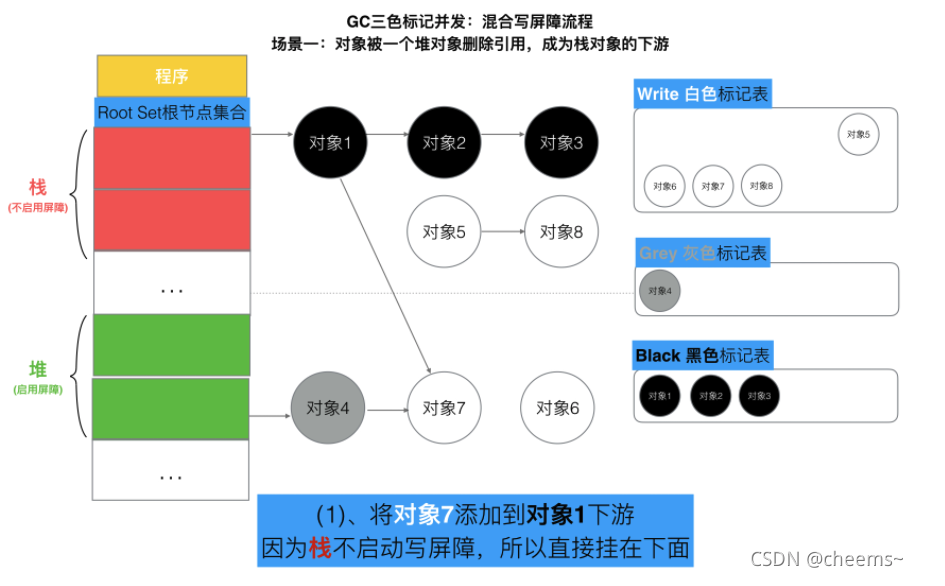 GC三色标记并发：混合写屏障流程
场景一：对象被一个堆对象删除引用，成为栈对象的下游
程序
Root Set根节点集合
栈
(不启用屏障)
...
堆
(启用屏障)
...
对象1
对象2
对象3
对象5
对象8
对象4
对象7
对象6
Write 白色标记表
对象5
对象6
对象7
对象8
Grey 灰色标记表
对象4
Black 黑色标记表
对象1
对象2
对象3
(1)、将对象7添加到对象1下游
因为栈不启动写屏障，所以直接挂在下面
CSDN @cheems~